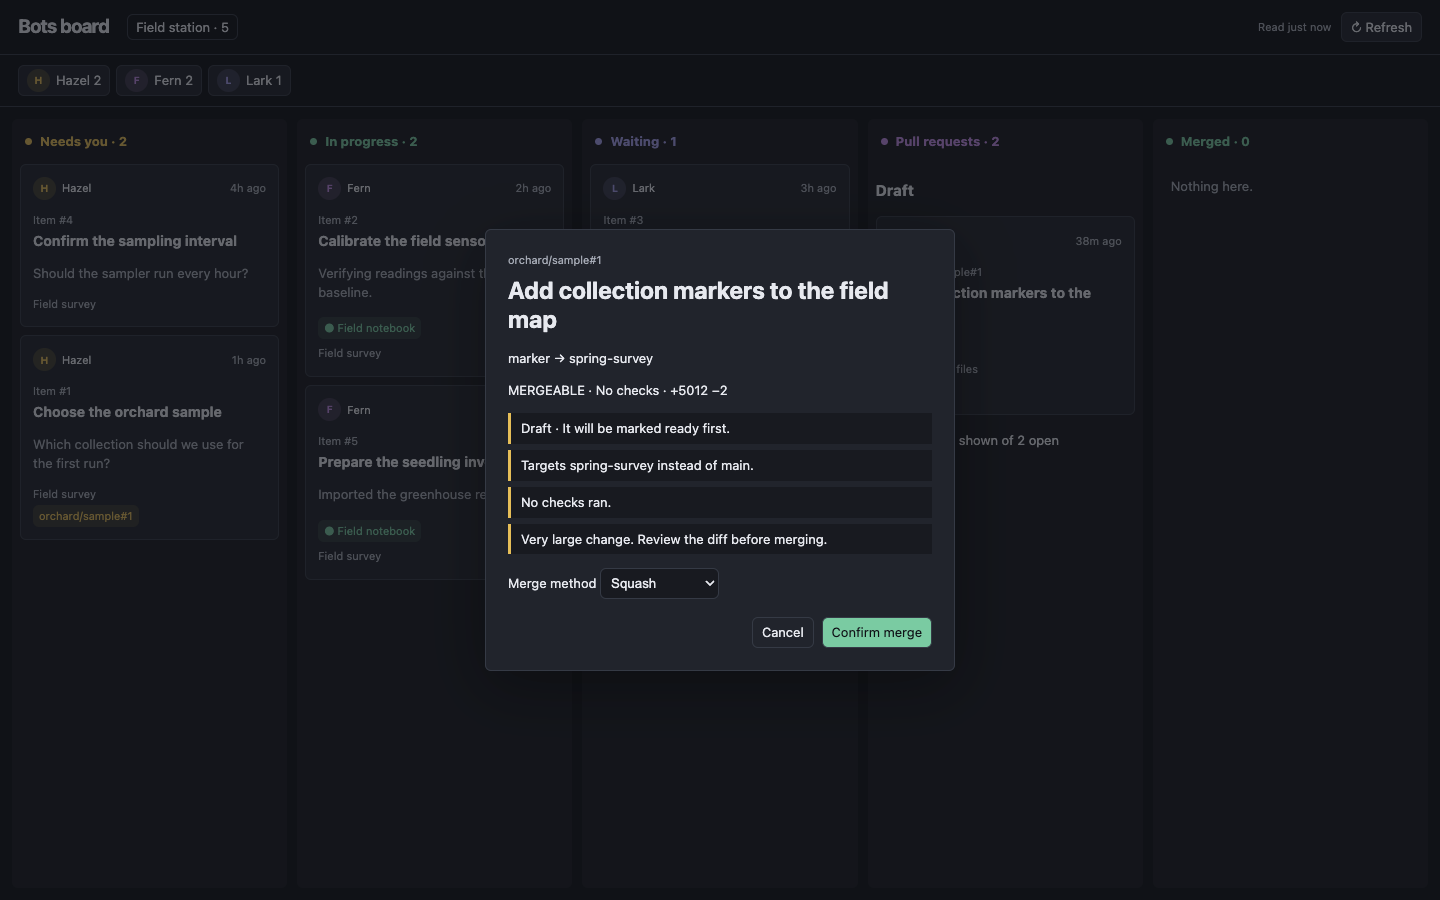 Bots board
Field station · 5
Read just now
↻ Refresh
H Hazel 2
F Fern 2
L Lark 1
Needs you · 2
H Hazel 4h ago
Item #4
Confirm the sampling interval
Should the sampler run every hour?
Field survey
H Hazel 1h ago
Item #1
Choose the orchard sample
Which collection should we use for
the first run?
Field survey
orchard/sample#1
In progress · 2
F Fern 2h ago
Item #2
Calibrate the field
Verifying readings against
baseline.
Field notebook
Field survey
F Fern
Item #5
Prepare the seedling
Imported the greenhouse
Field notebook
Field survey
Waiting · 1
L Lark 3h ago
Item #3
Pull requests · 2
Draft
38m ago
markers to the
files
shown of 2 open
Merged · 0
Nothing here.
orchard/sample#1
Add collection markers to the field
map
marker → spring-survey
MERGEABLE · No checks · +5012 −2
Draft · It will be marked ready first.
Targets spring-survey instead of main.
No checks ran.
Very large change. Review the diff before merging.
Merge method Squash
Cancel
Confirm merge